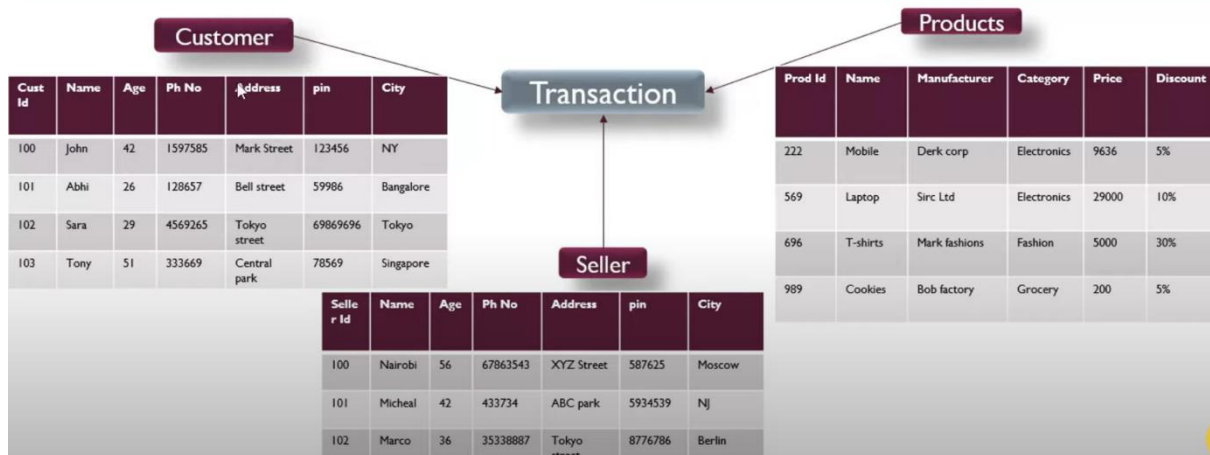 Customer
Products
Transaction
Cust Id Name Age Ph No Address pin City
100 John 42 1597585 Mark Street 123456 NY
101 Abhi 26 128657 Bell street 59986 Bangalore
102 Sara 29 4569265 Tokyo street 69869696 Tokyo
103 Tony 51 333669 Central park 78569 Singapore
Prod Id Name Manufacturer Category Price Discount
222 Mobile Derk corp Electronics 9636 5%
569 Laptop Sirc Ltd Electronics 29000 10%
696 T-shirts Mark fashions Fashion 5000 30%
989 Cookies Bob factory Grocery 200 5%
Seller
Selle r Id Name Age Ph No Address pin City
100 Nairobi 56 67863543 XYZ Street 587625 Moscow
101 Micheal 42 433734 ABC park 5934539 NJ
102 Marco 36 35338887 Tokyo 8776786 Berlin